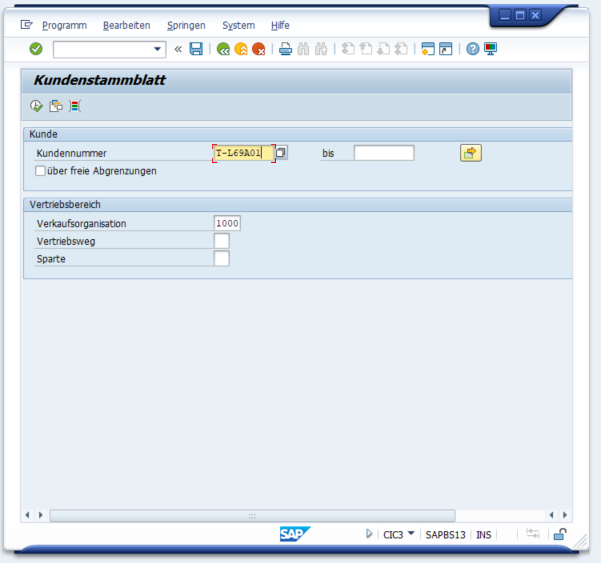 Programm Bearbeiten Springen System Hilfe
Kundenstammblatt
Kunde
Kundennummer T-L69A01 bis
über freie Abgrenzungen
Vertriebsbereich
Verkaufsorganisation 1000
Vertriebsweg
Sparte
SAP CIC3 SAPBS13 INS